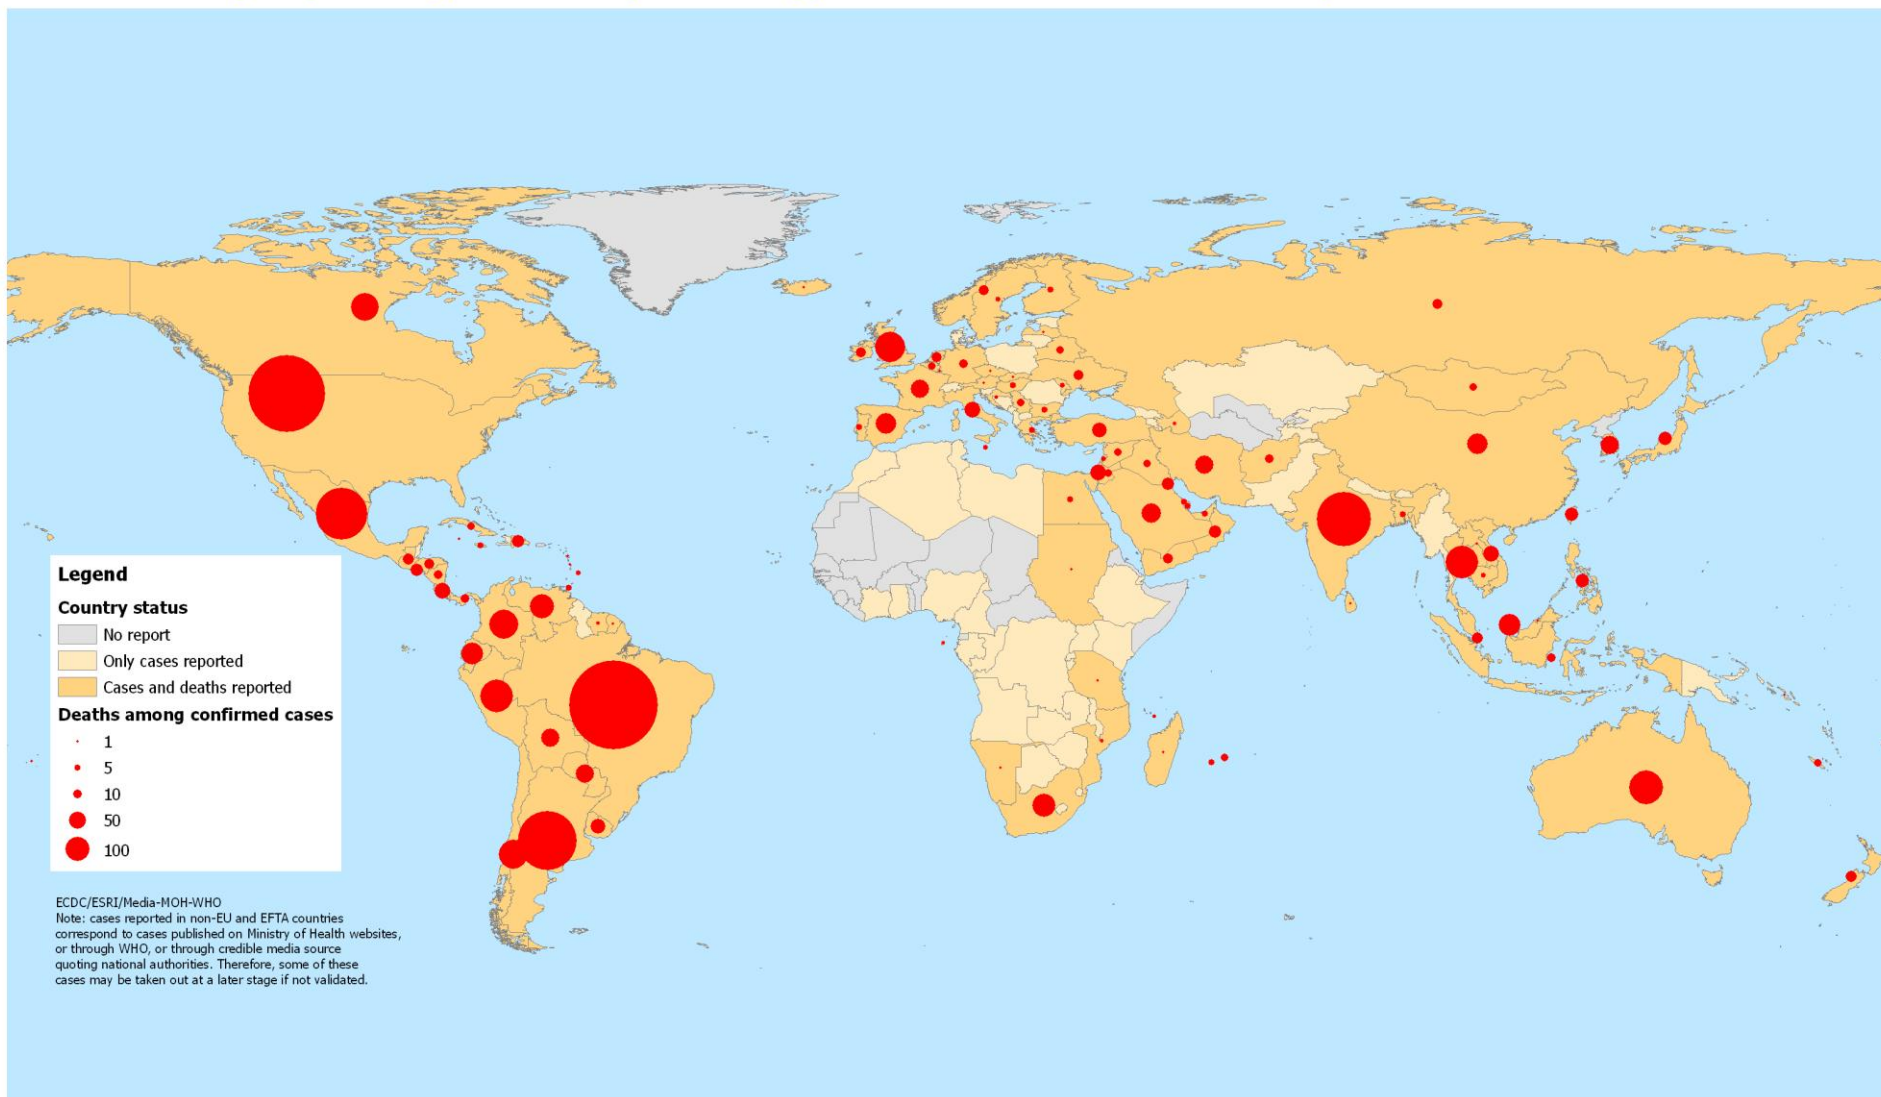 Legend
Country status
No report
Only cases reported
Cases and deaths reported
Deaths among confirmed cases
1
5
10
50
100
ECDC/ESRI/Media-MOH-WHO
Note: cases reported in non-EU and EFTA countries
correspond to cases published on Ministry of Health websites,
or through WHO, or through credible media source
quoting national authorities. Therefore, some of these
cases may be taken out at a later stage if not validated.